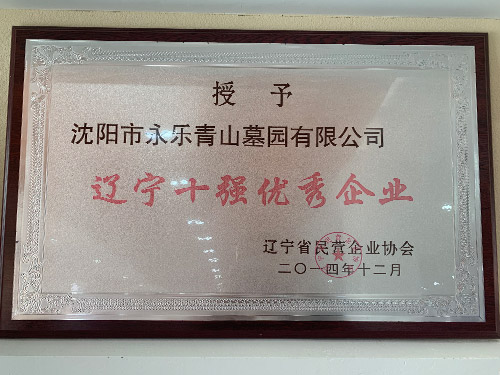 授予
沈阳市永乐青山墓园有限公司
辽宁十强优秀企业
辽宁省民营企业协会
二〇一四年十二月